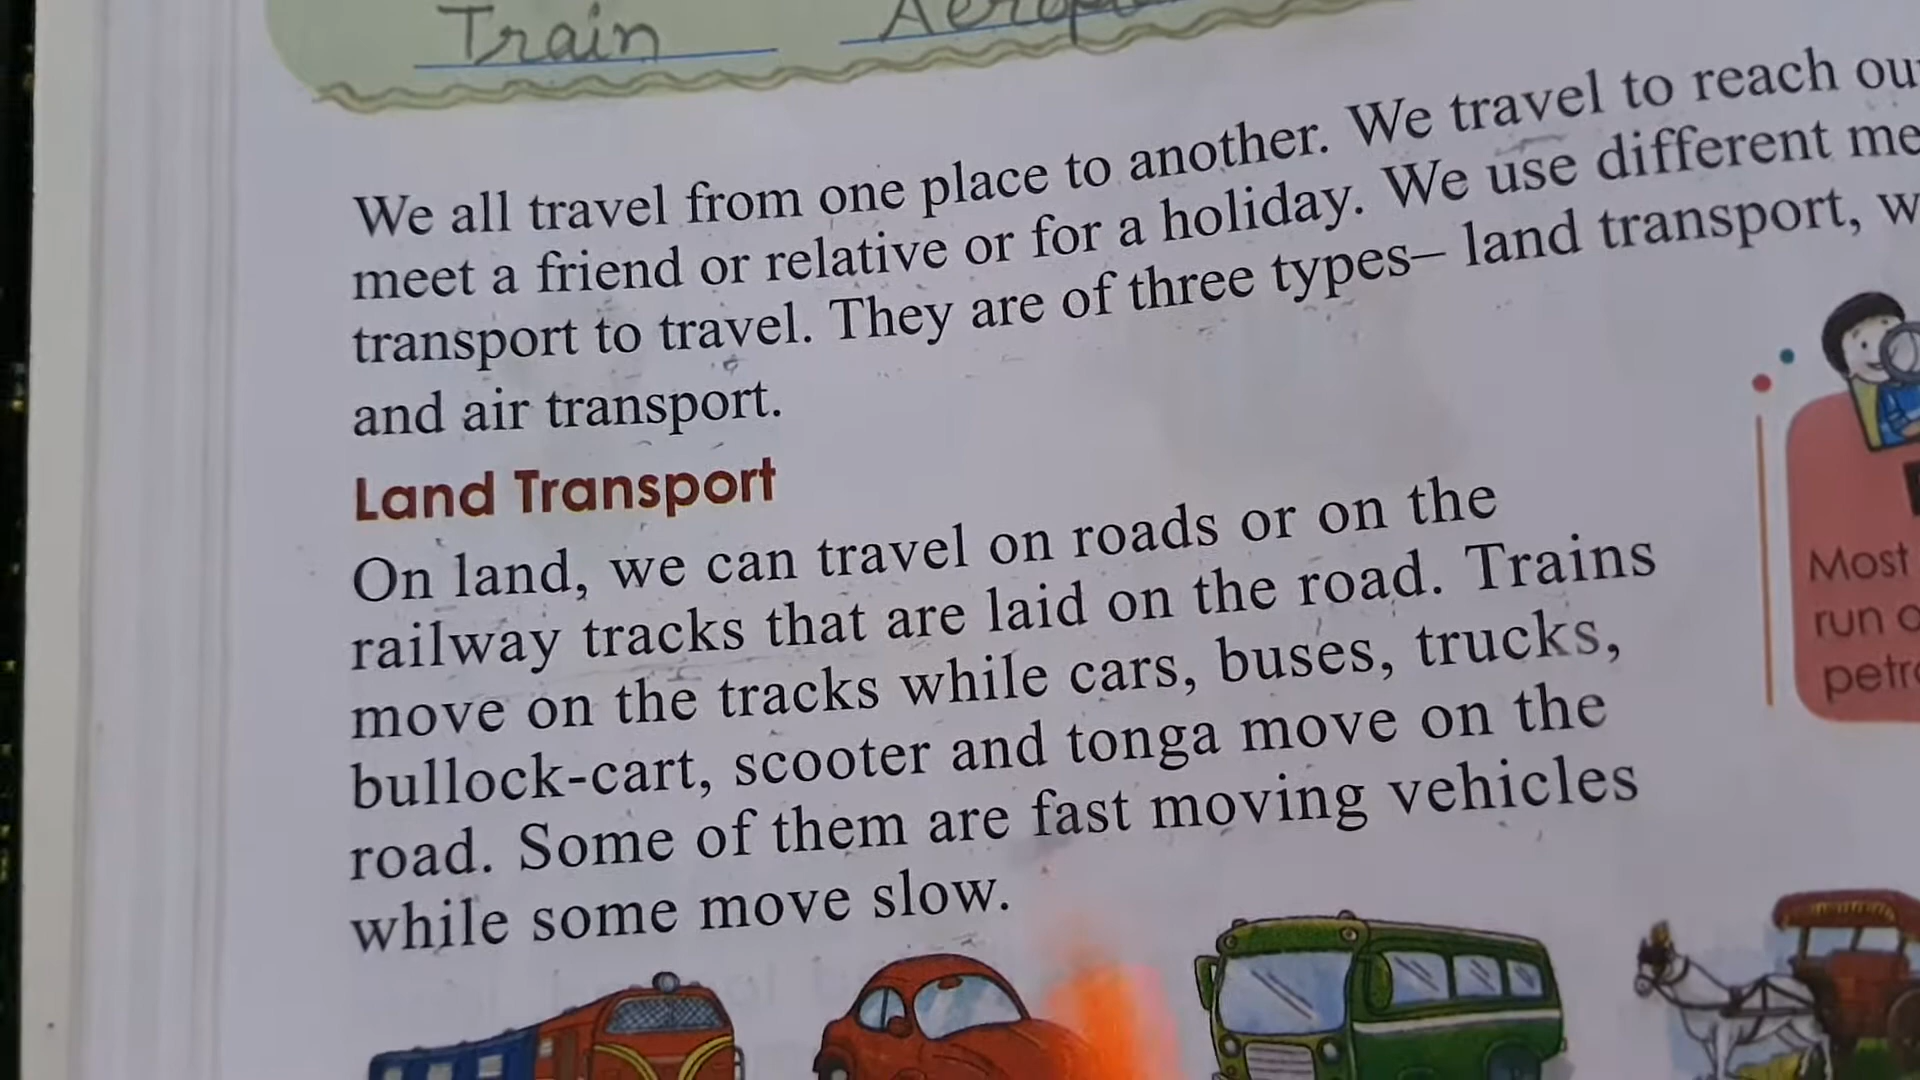 Train
We all travel from one place to another. We travel to reach
meet a friend or relative or for a holiday. We use different
transport to travel. They are of three types– land transport,
and air transport.
Land Transport
On land, we can travel on roads or on the
railway tracks that are laid on the road. Trains
move on the tracks while cars, buses, trucks,
bullock-cart, scooter and tonga move on the
road. Some of them are fast moving vehicles
while some move slow.
Most
run